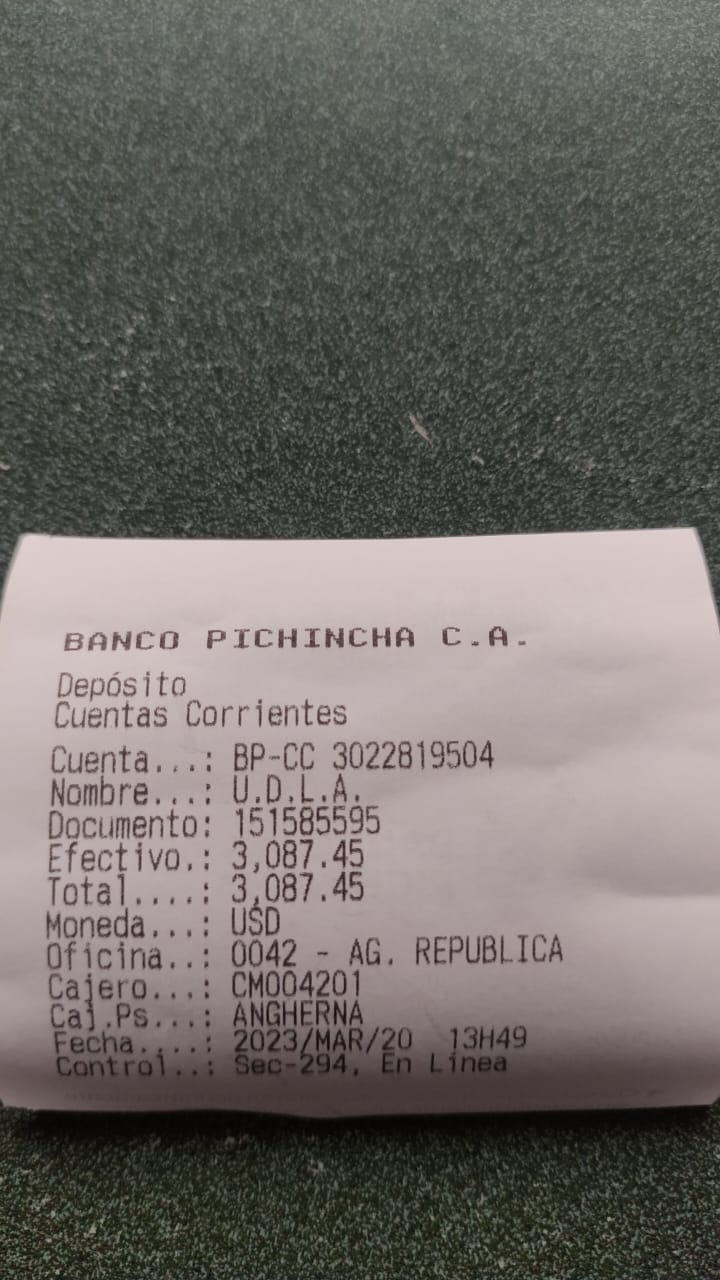 BANCO PICHINCHA C.A.
Depósito
Cuentas Corrientes
Cuenta...: BP-CC 3022819504
Nombre...: U.D.L.A.
Documento: 151585595
Efectivo.: 3,087.45
Total....: 3,087.45
Moneda...: USD
Oficina..: 0042 - AG. REPUBLICA
Cajero...: CM004201
Caj.Ps...: ANGHERNA
Fecha....: 2023/MAR/20 13H49
Control..: Sec-294, En Línea